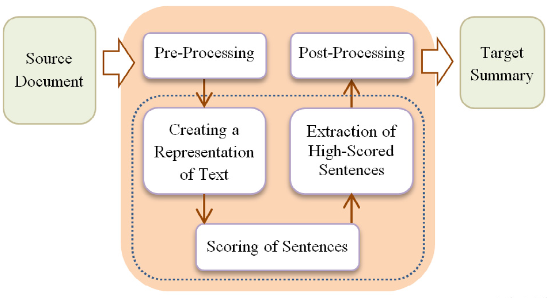 Source
Document
Pre-Processing
Creating a
Representation
of Text
Scoring of Sentences
Extraction of
High-Scored
Sentences
Post-Processing
Target
Summary